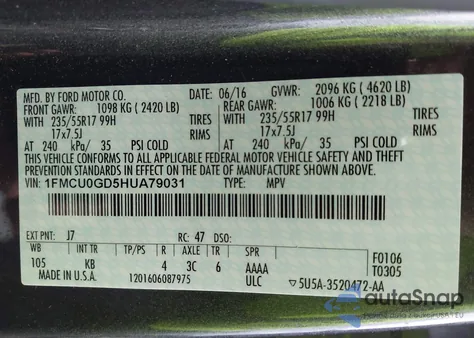 MFD. BY FORD MOTOR CO. DATE: 06/16 GVWR: 2096 KG ( 4620 LB)
FRONT GAWR: 1098 KG ( 2420 LB) REAR GAWR: 1006 KG ( 2218 LB)
WITH 235/55R17 99H TIRES WITH 235/55R17 99H TIRES
17x7.5J RIMS 17x7.5J RIMS
AT 240 kPa/ 35 PSI COLD AT 240 kPa/ 35 PSI COLD
THIS VEHICLE CONFORMS TO ALL APPLICABLE FEDERAL MOTOR VEHICLE SAFETY, BUMPER, AND
THEFT PREVENTION STANDARDS IN EFFECT ON THE DATE OF MANUFACTURE SHOWN ABOVE.
VIN: 1FMCU0GD5HUA79031 TYPE: MPV
EXT PNT: J7 RC: 47 DSO:
WB INT TR TP/PS R AXLE TR SPR F0106
105 KB 4 3C 6 AAAA T0305
MADE IN U.S.A. 1201606087975 ULC 5U5A-3520472-AA
autoSnap